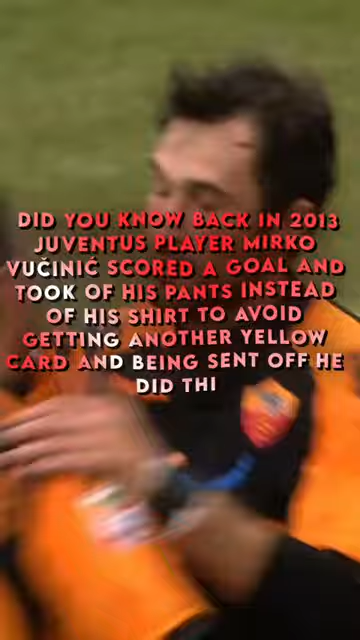 DID YOU KNOW BACK IN 2013
JUVENTUS PLAYER MIRKO
VUČINIĆ SCORED A GOAL AND
TOOK OF HIS PANTS INSTEAD
OF HIS SHIRT TO AVOID
GETTING ANOTHER YELLOW
CARD AND BEING SENT OFF HE
DID THI